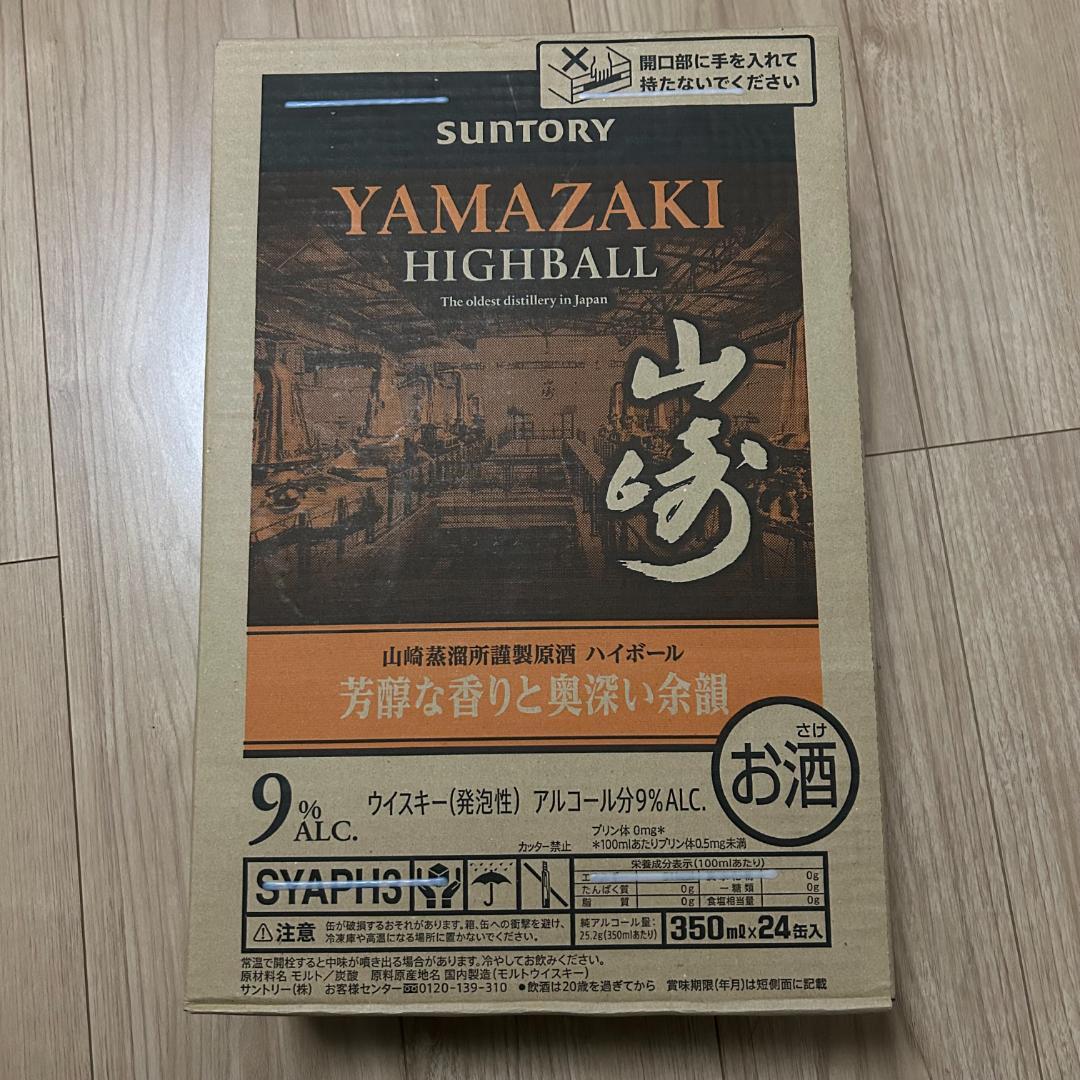 開口部に手を入れて
持たないでください
SUNTORY
YAMAZAKI
HIGHBALL
The oldest distillery in Japan
山崎
山崎蒸溜所謹製原酒 ハイボール
芳醇な香りと奥深い余韻
さけ
お酒
9%
ALC.
ウイスキー(発泡性) アルコール分9%ALC.
プリン体 0mg*
*100mlあたりプリン体0.5mg未満
カッター禁止
SYAPH3
栄養成分表示(100mlあたり)
0g
たんぱく質 0g ー糖類 0g
脂質 0g 食塩相当量 0g
⚠注意 缶が破損するおそれがあります。箱、缶への衝撃を避け、
冷凍庫や高温になる場所に置かないでください。
純アルコール量:
25.2g(350mlあたり)
350ml×24缶入
常温で開栓すると中味が噴き出る場合があります。冷やしてお飲みください。
原材料名 モルト/炭酸 原料原産地名 国内製造(モルトウイスキー)
サントリー(株) お客様センター 0120-139-310 ●飲酒は20歳を過ぎてから 賞味期限(年月)は短側面に記載